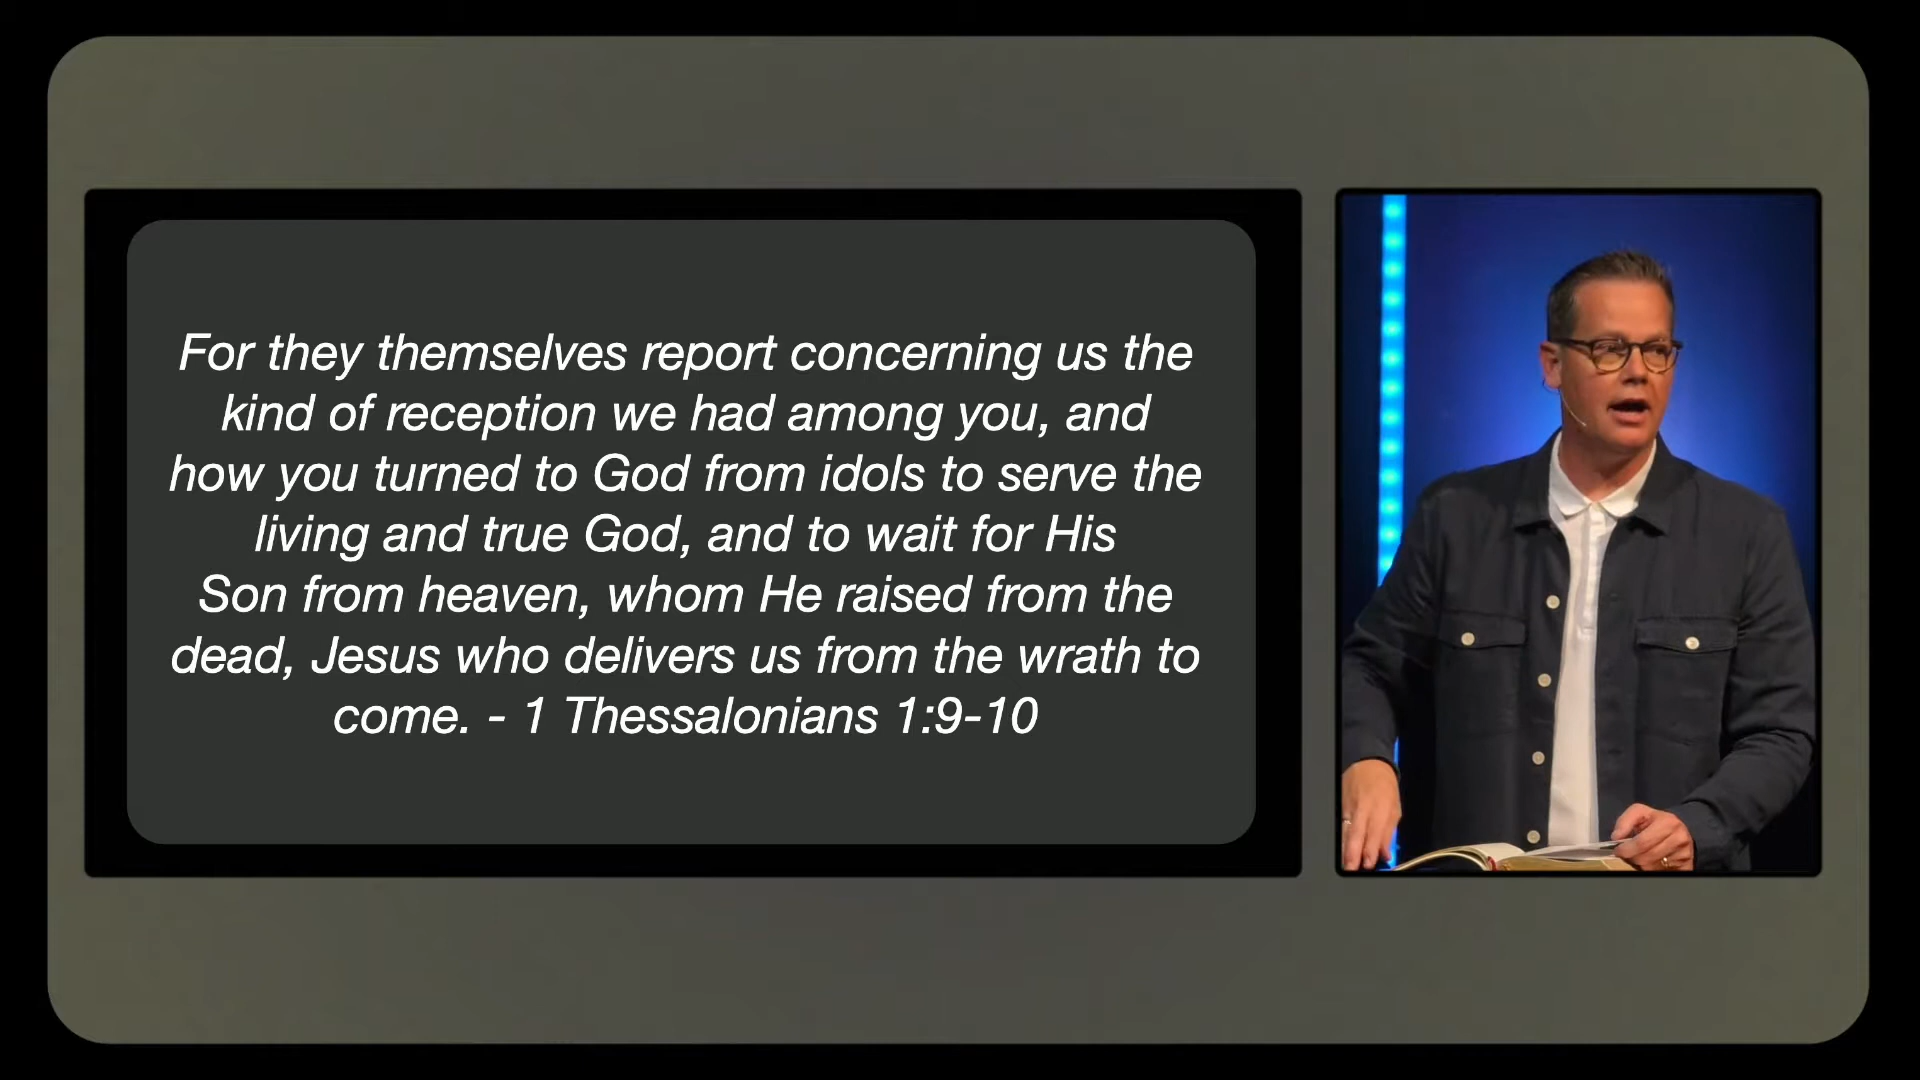 For they themselves report concerning us the
kind of reception we had among you, and
how you turned to God from idols to serve the
living and true God, and to wait for His
Son from heaven, whom He raised from the
dead, Jesus who delivers us from the wrath to
come. - 1 Thessalonians 1:9-10